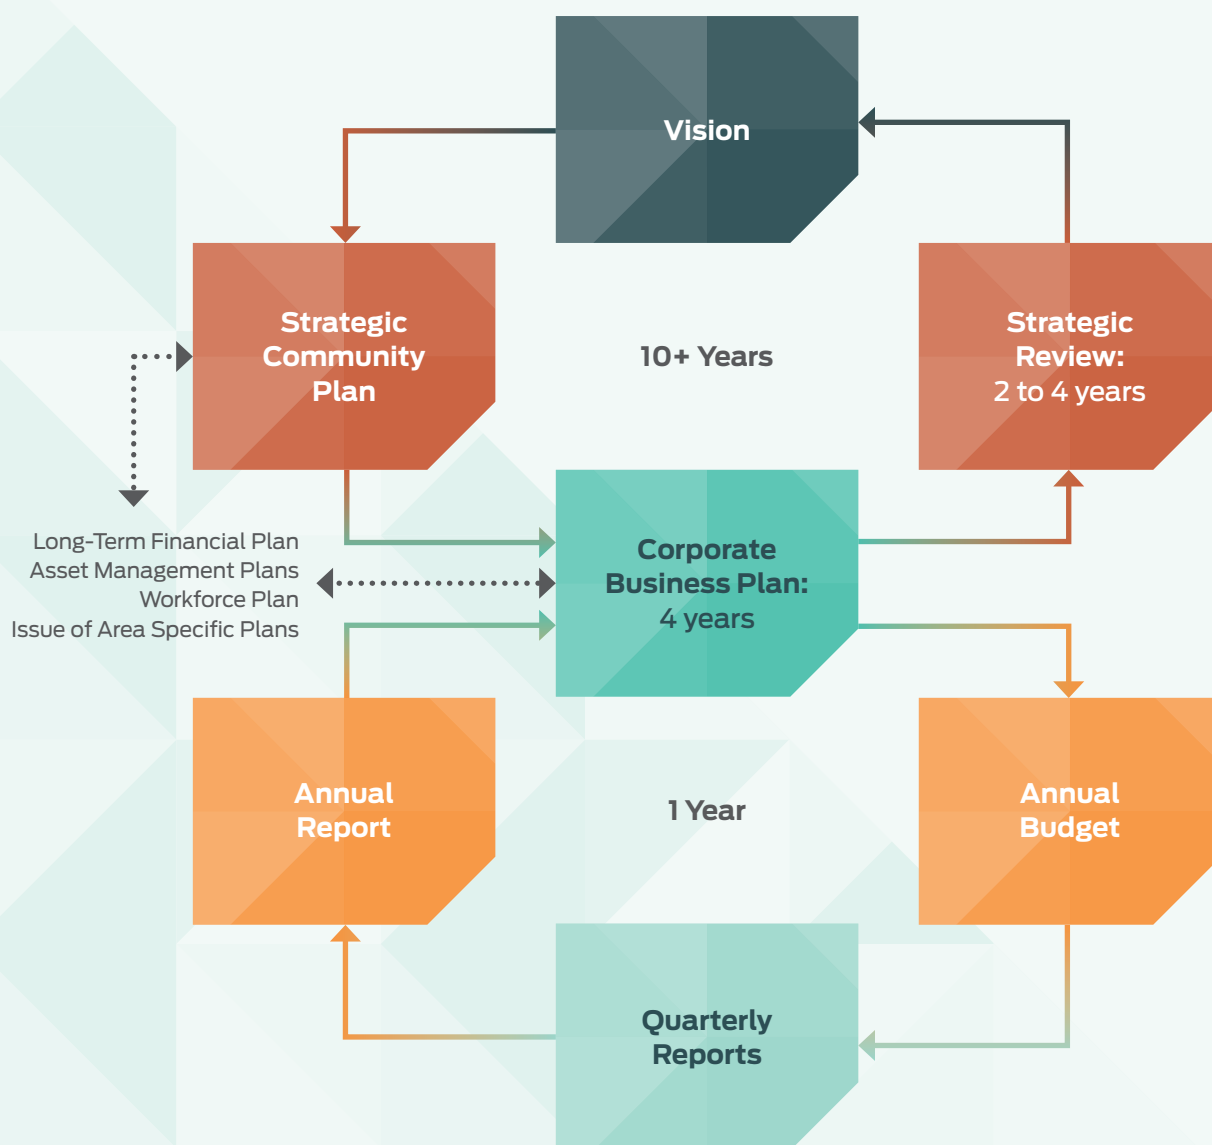 Vision
Strategic
Community
Plan
10+ Years
Strategic
Review:
2 to 4 years
Long-Term Financial Plan
Asset Management Plans
Workforce Plan
Issue of Area Specific Plans
Corporate
Business Plan:
4 years
Annual
Report
1 Year
Annual
Budget
Quarterly
Reports